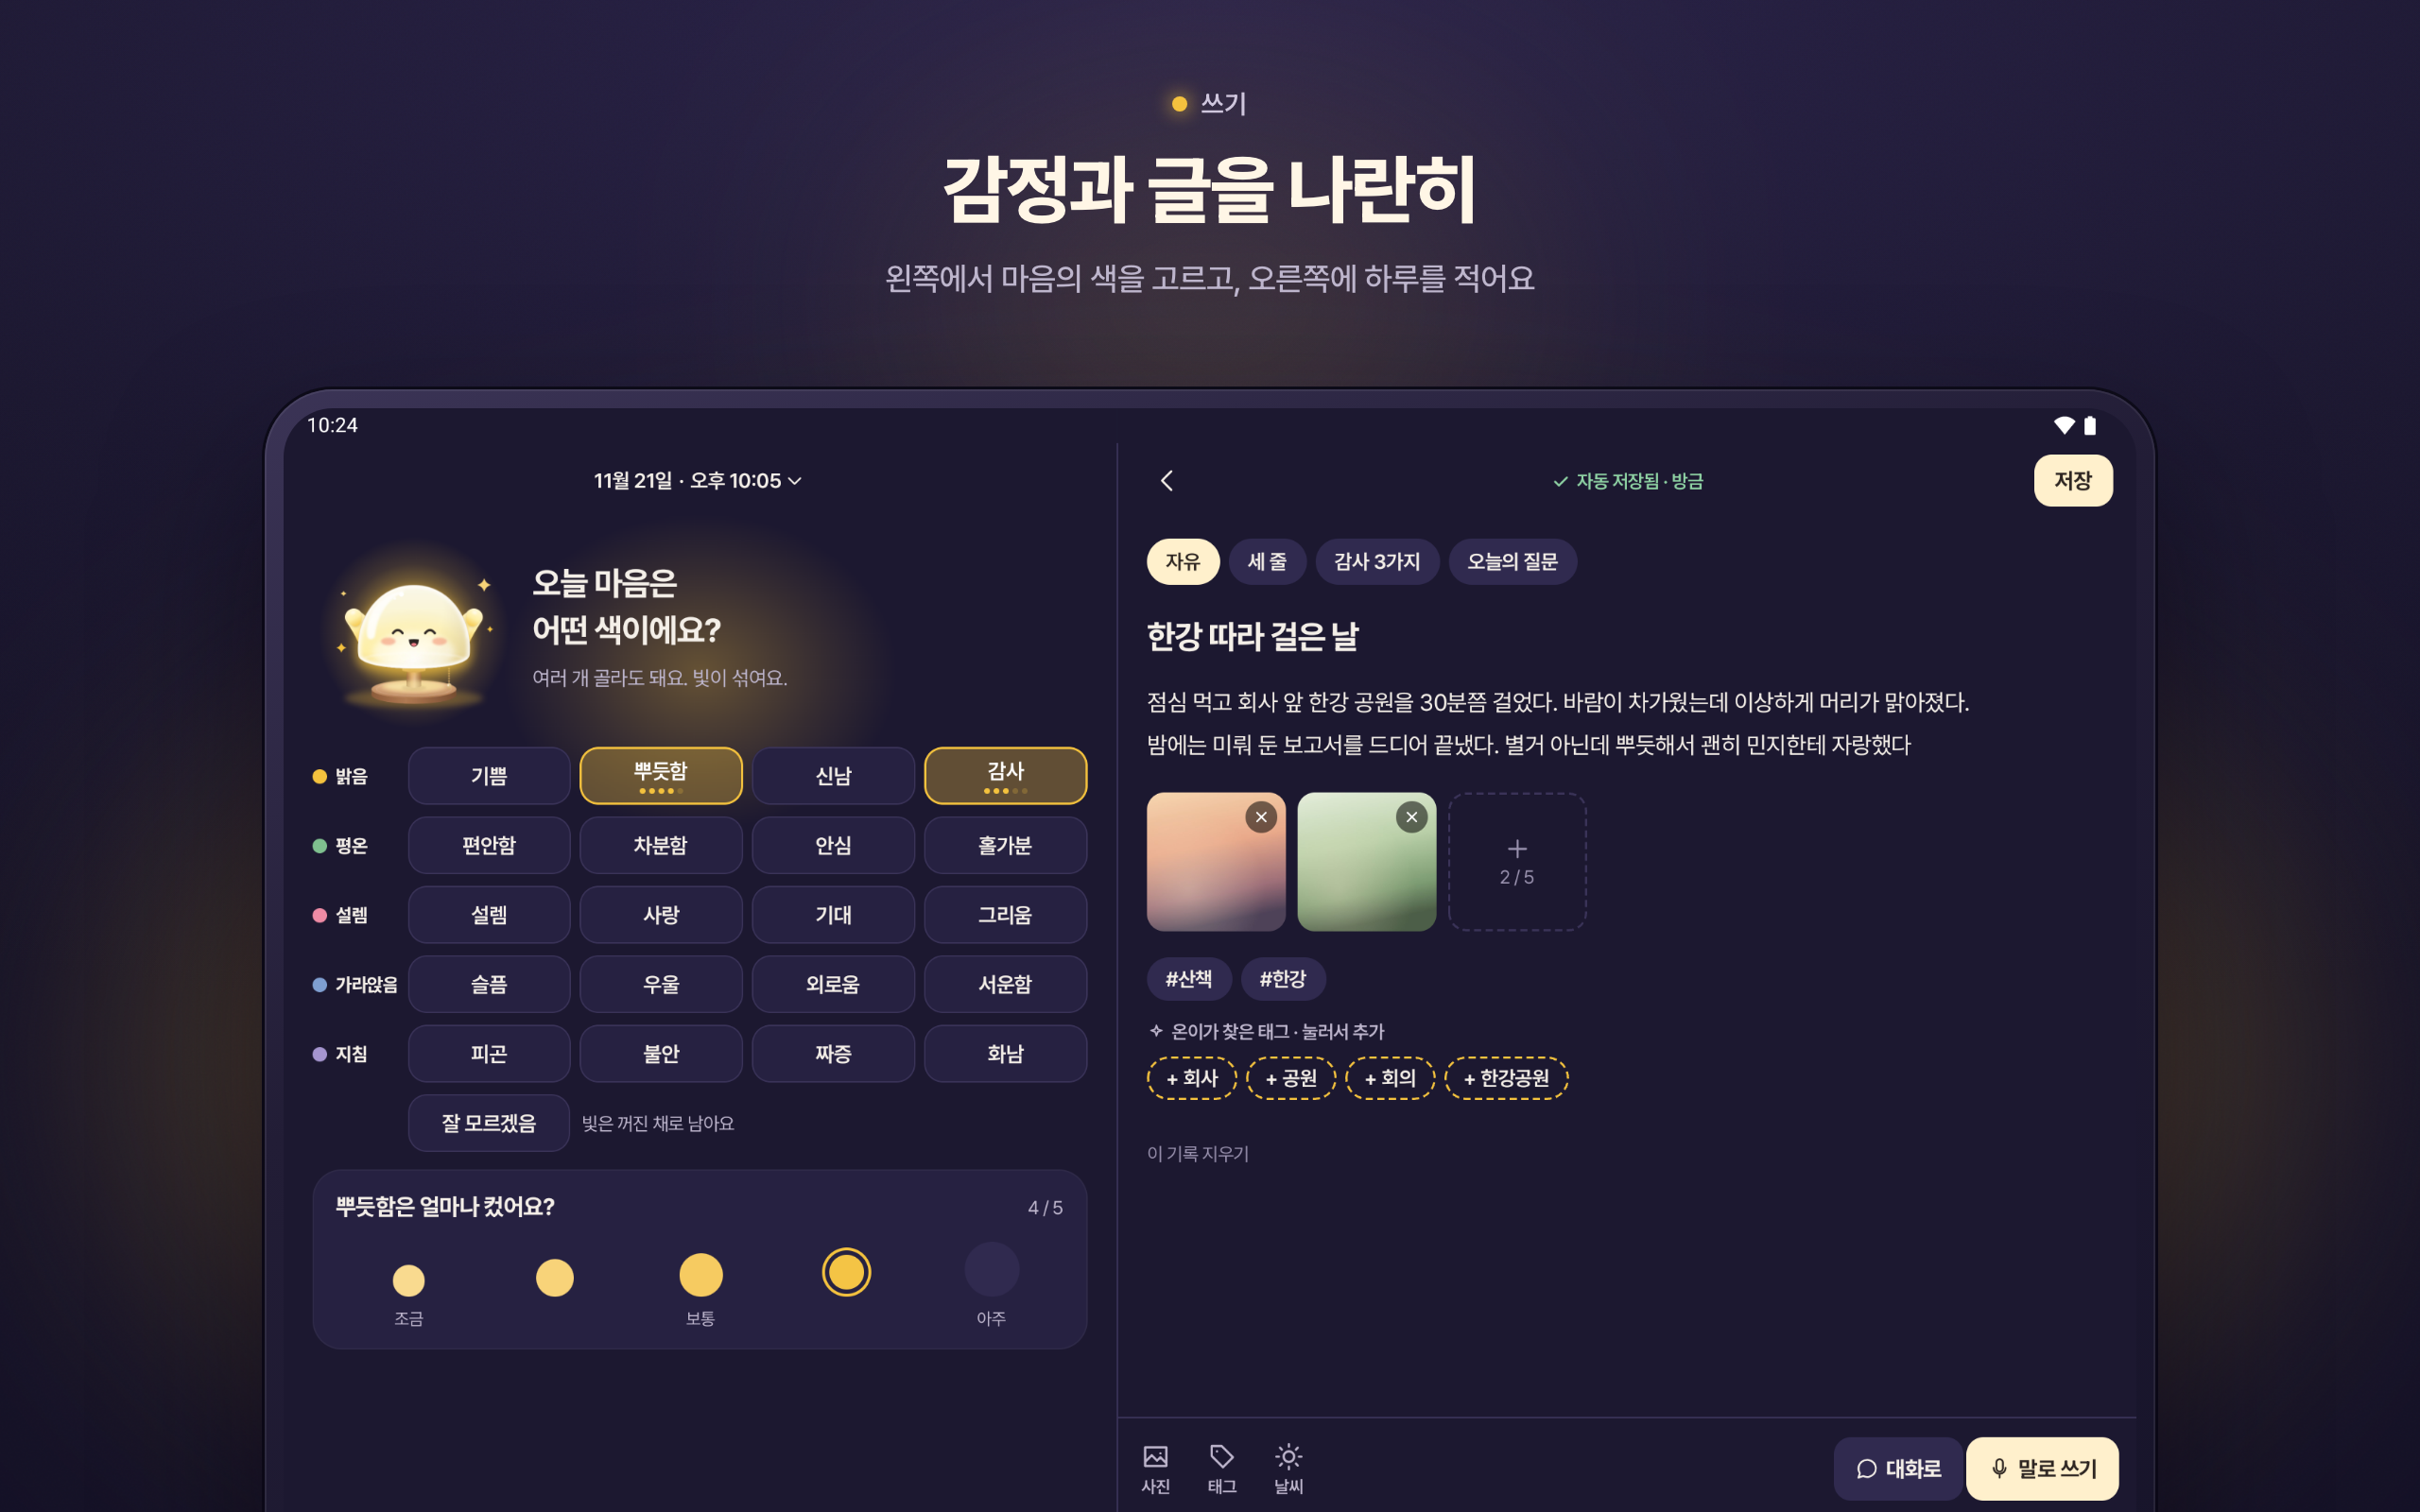 쓰기
감정과 글을 나란히
왼쪽에서 마음의 색을 고르고, 오른쪽에 하루를 적어요
10:24
11월 21일 · 오후 10:05
오늘 마음은
어떤 색이에요?
여러 개 골라도 돼요. 빛이 섞여요.
밝음 기쁨 뿌듯함 신남 감사
평온 편안함 차분함 안심 홀가분
설렘 설렘 사랑 기대 그리움
가라앉음 슬픔 우울 외로움 서운함
지침 피곤 불안 짜증 화남
잘 모르겠음 빛은 꺼진 채로 남아요
뿌듯함은 얼마나 컸어요? 4 / 5
조금 보통 아주
자동 저장됨 · 방금 저장
자유 세 줄 감사 3가지 오늘의 질문
한강 따라 걸은 날
점심 먹고 회사 앞 한강 공원을 30분쯤 걸었다. 바람이 차가웠는데 이상하게 머리가 맑아졌다.
밤에는 미뤄 둔 보고서를 드디어 끝냈다. 별거 아닌데 뿌듯해서 괜히 민지한테 자랑했다
2 / 5
#산책 #한강
온이가 찾은 태그 · 눌러서 추가
+ 회사 + 공원 + 회의 + 한강공원
이 기록 지우기
사진 태그 날씨 대화로 말로 쓰기